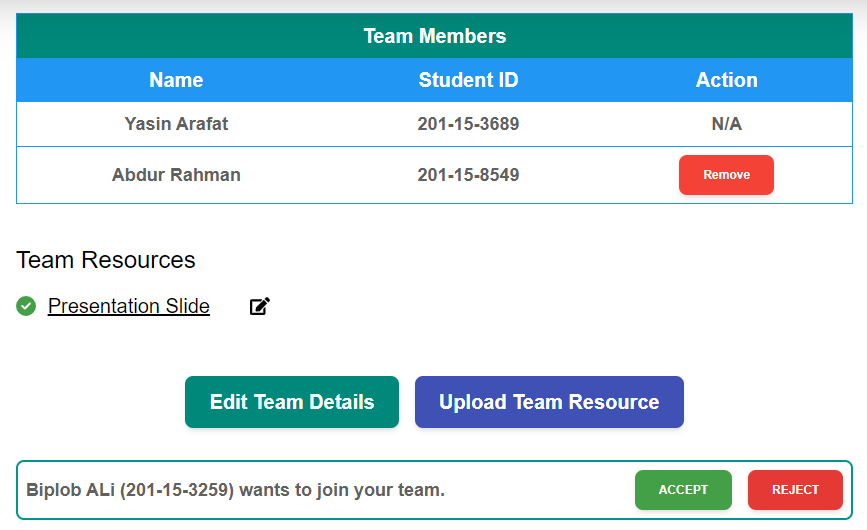 Team Members
Name Student ID Action
Yasin Arafat 201-15-3689 N/A
Abdur Rahman 201-15-8549 Remove
Team Resources
Presentation Slide
Edit Team Details Upload Team Resource
Biplob ALi (201-15-3259) wants to join your team. ACCEPT REJECT